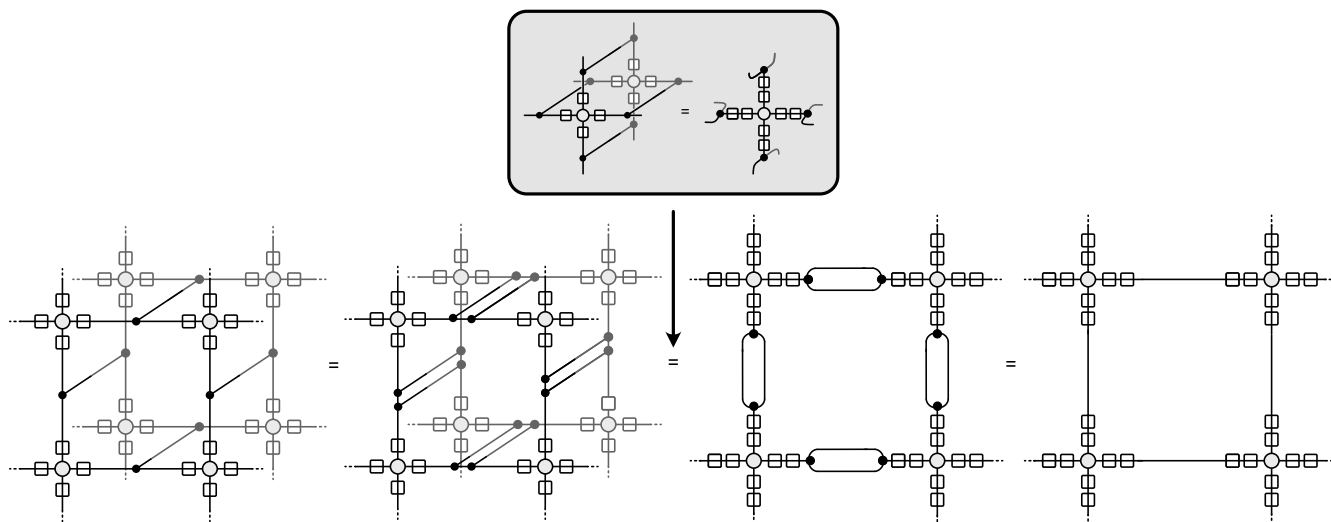 =
= = =